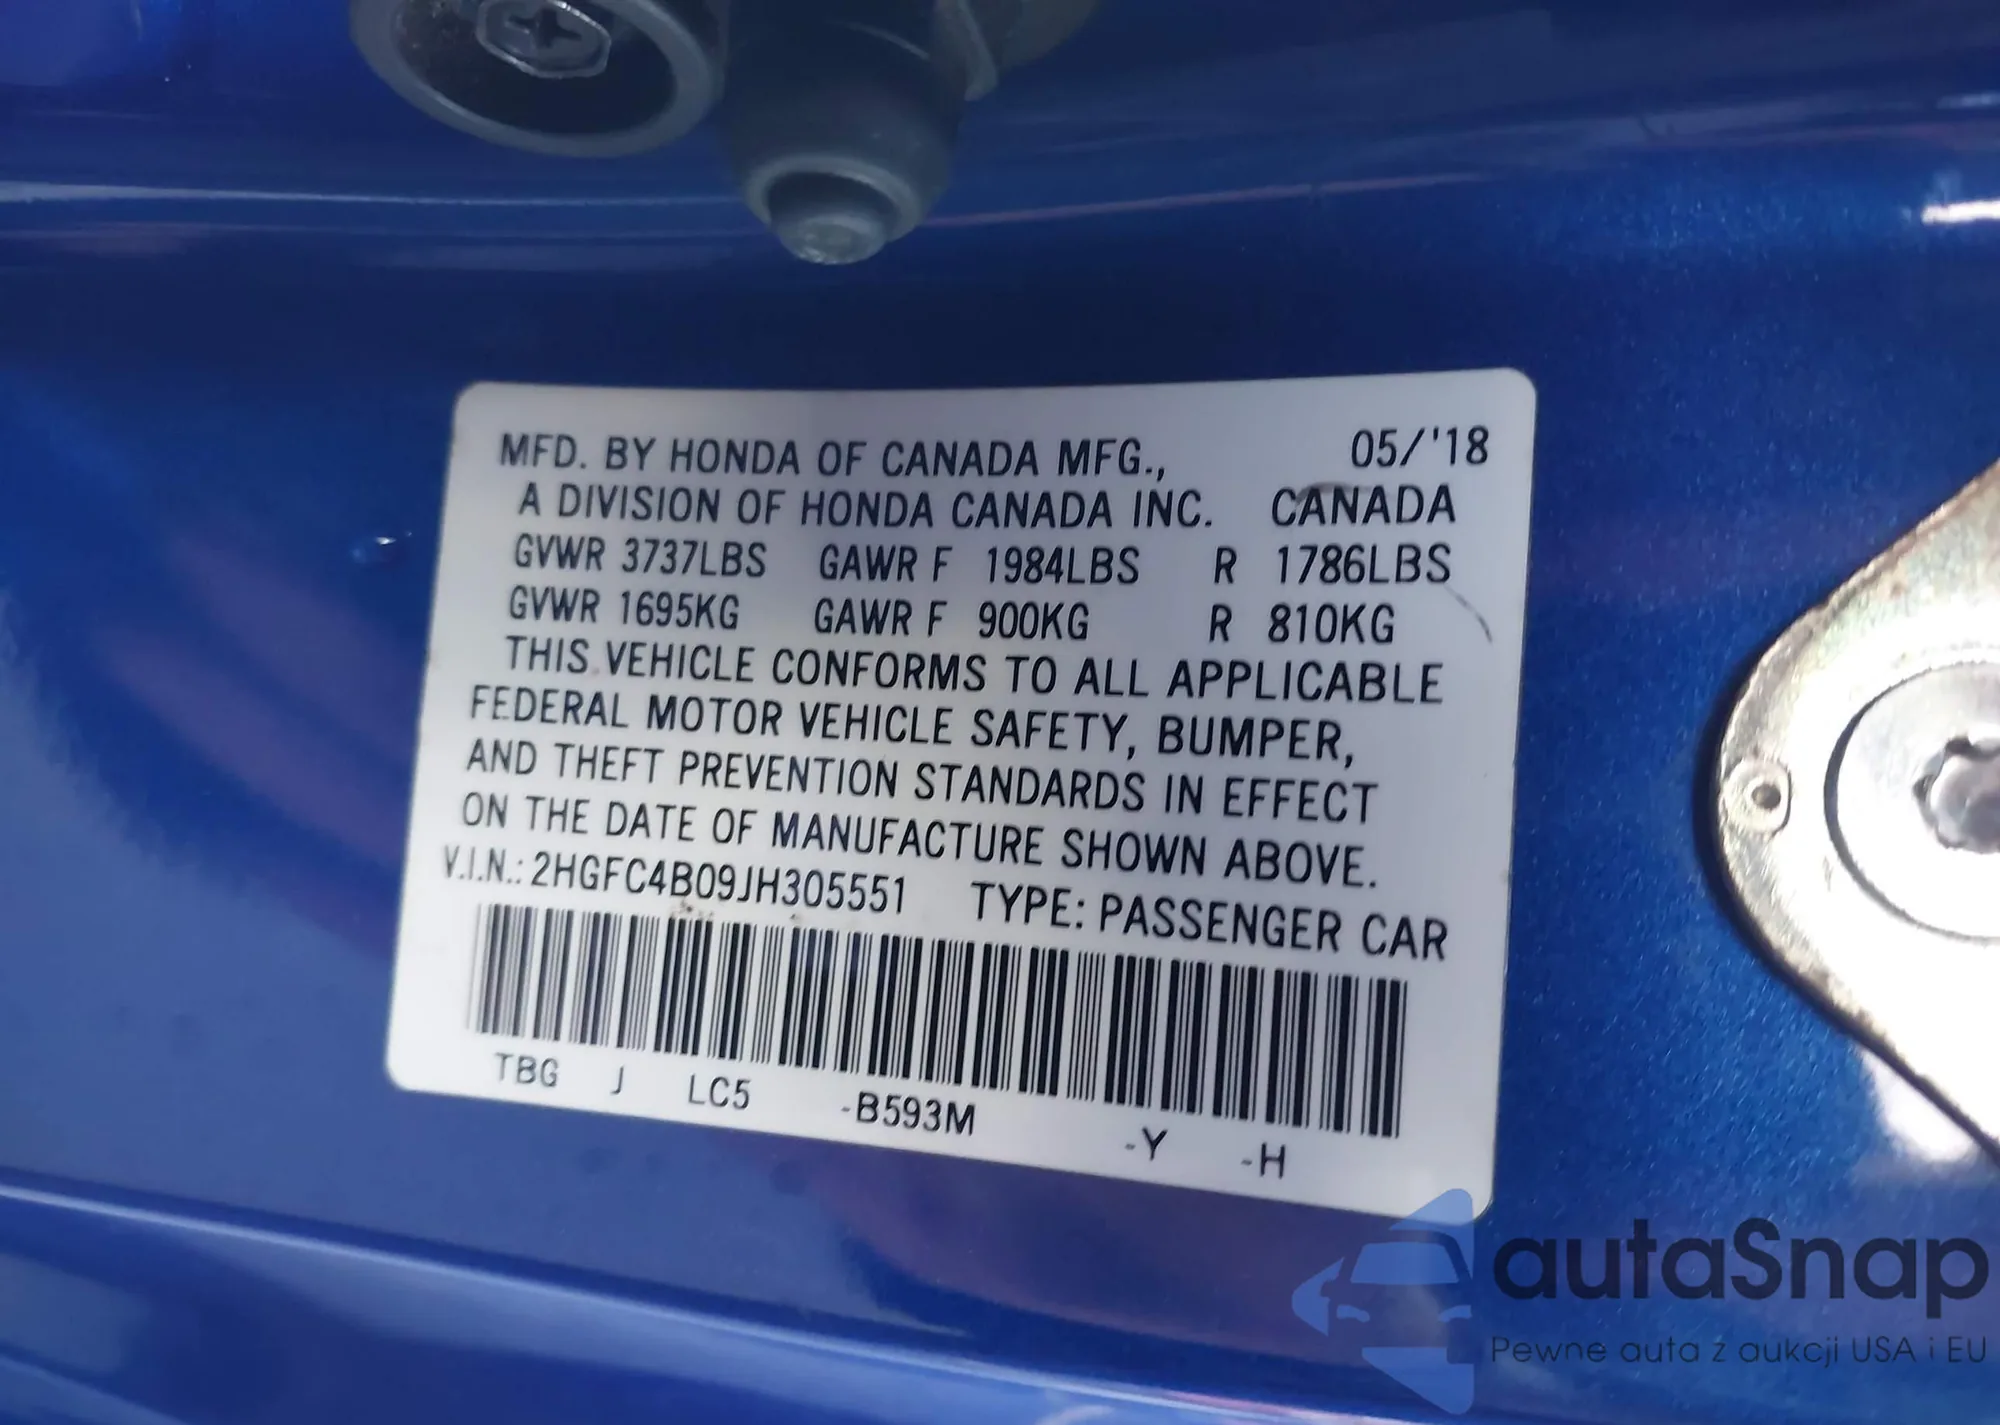 MFD. BY HONDA OF CANADA MFG., 05/'18
A DIVISION OF HONDA CANADA INC. CANADA
GVWR 3737LBS GAWR F 1984LBS R 1786LBS
GVWR 1695KG GAWR F 900KG R 810KG
THIS VEHICLE CONFORMS TO ALL APPLICABLE
FEDERAL MOTOR VEHICLE SAFETY, BUMPER,
AND THEFT PREVENTION STANDARDS IN EFFECT
ON THE DATE OF MANUFACTURE SHOWN ABOVE.
V.I.N.: 2HGFC4B09JH305551 TYPE: PASSENGER CAR
TBG J LC5 -B593M -Y -H
autaSnap
Pewne auta z aukcji USA i EU